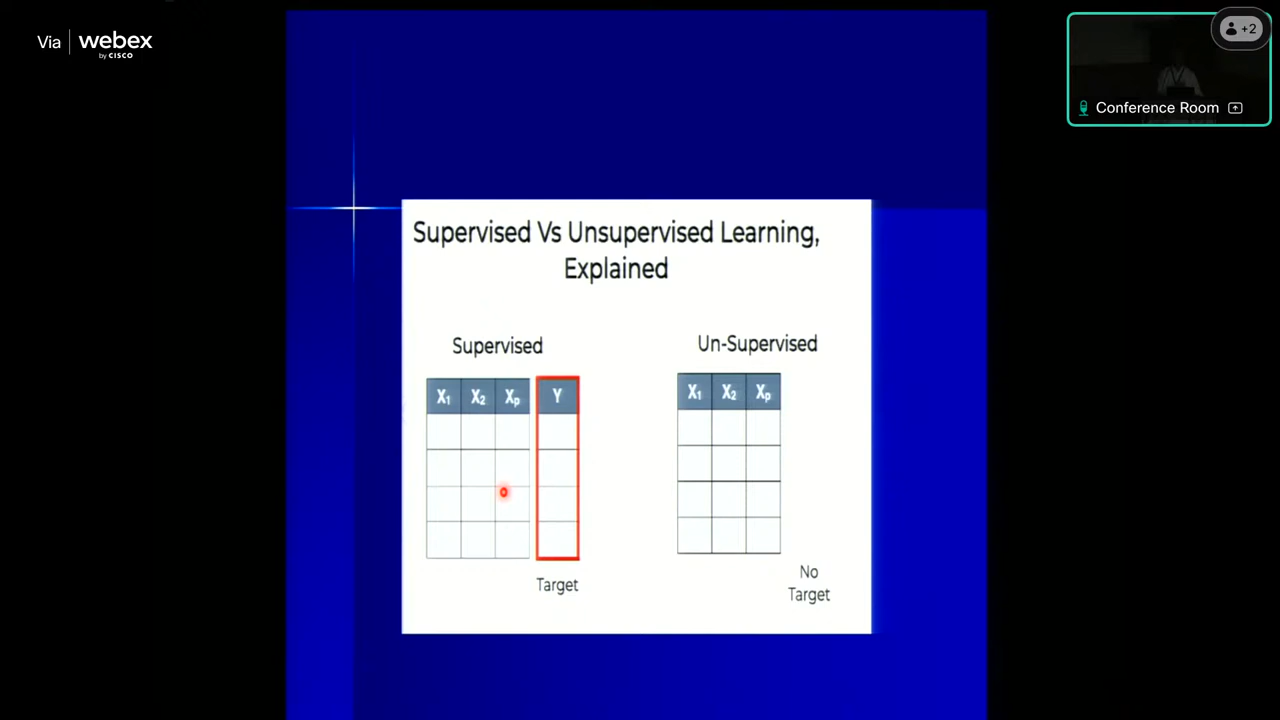 Via webex
by CISCO
+2
Conference Room
Supervised Vs Unsupervised Learning,
Explained
Supervised
Un-Supervised
X₁ X₂ Xₚ Y
X₁ X₂ Xₚ
Target
No
Target